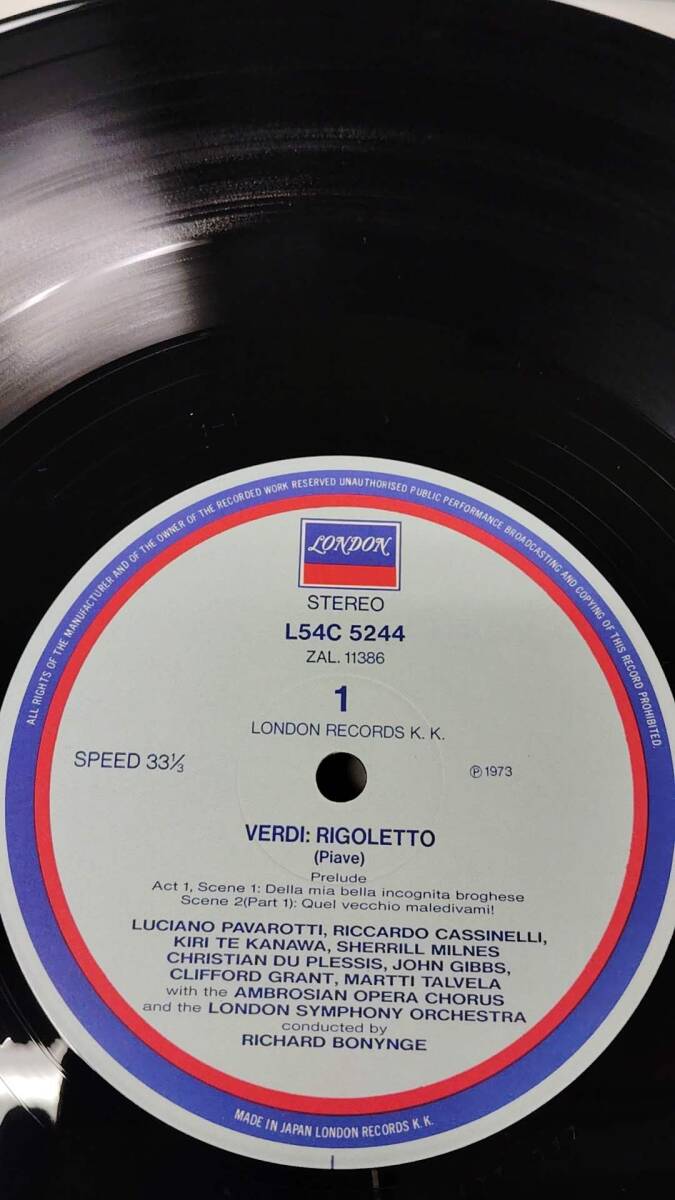 ALL RIGHTS OF THE MANUFACTURER AND OF THE OWNER OF THE RECORDED WORK RESERVED UNAUTHORISED PUBLIC PERFORMANCE BROADCASTING AND COPYING OF THIS RECORD PROHIBITED.
LONDON
STEREO
L54C 5244
ZAL. 11386
1
LONDON RECORDS K. K.
SPEED 33⅓
℗ 1973
VERDI: RIGOLETTO
(Piave)
Prelude
Act 1, Scene 1: Della mia bella incognita broghese
Scene 2(Part 1): Quel vecchio maledivami!
LUCIANO PAVAROTTI, RICCARDO CASSINELLI,
KIRI TE KANAWA, SHERRILL MILNES
CHRISTIAN DU PLESSIS, JOHN GIBBS,
CLIFFORD GRANT, MARTTI TALVELA
with the AMBROSIAN OPERA CHORUS
and the LONDON SYMPHONY ORCHESTRA
conducted by
RICHARD BONYNGE
MADE IN JAPAN LONDON RECORDS K. K.